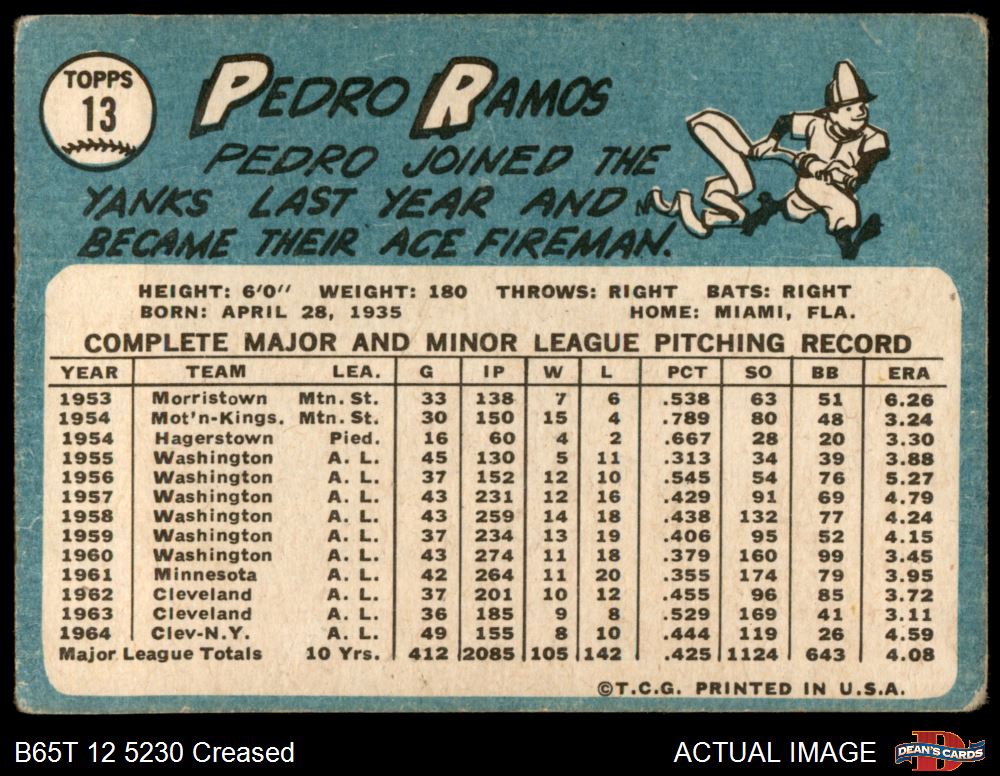 TOPPS
13
PEDRO RAMOS
PEDRO JOINED THE
YANKS LAST YEAR AND
BECAME THEIR ACE FIREMAN.
HEIGHT: 6'0" WEIGHT: 180 THROWS: RIGHT BATS: RIGHT
BORN: APRIL 28, 1935 HOME: MIAMI, FLA.
COMPLETE MAJOR AND MINOR LEAGUE PITCHING RECORD
YEAR TEAM LEA. G IP W L PCT SO BB ERA
1953 Morristown Mtn. St. 33 138 7 6 .538 63 51 6.26
1954 Mot'n-Kings. Mtn. St. 30 150 15 4 .789 80 48 3.24
1954 Hagerstown Pied. 16 60 4 2 .667 28 20 3.30
1955 Washington A. L. 45 130 5 11 .313 34 39 3.88
1956 Washington A. L. 37 152 12 10 .545 54 76 5.27
1957 Washington A. L. 43 231 12 16 .429 91 69 4.79
1958 Washington A. L. 43 259 14 18 .438 132 77 4.24
1959 Washington A. L. 37 234 13 19 .406 95 52 4.15
1960 Washington A. L. 43 274 11 18 .379 160 99 3.45
1961 Minnesota A. L. 42 264 11 20 .355 174 79 3.95
1962 Cleveland A. L. 37 201 10 12 .455 96 85 3.72
1963 Cleveland A. L. 36 185 9 8 .529 169 41 3.11
1964 Clev-N.Y. A. L. 49 155 8 10 .444 119 26 4.59
Major League Totals 10 Yrs. 412 2085 105 142 .425 1124 643 4.08
©T.C.G. PRINTED IN U.S.A.
B65T 12 5230 Creased
ACTUAL IMAGE
DEAN'S CARDS